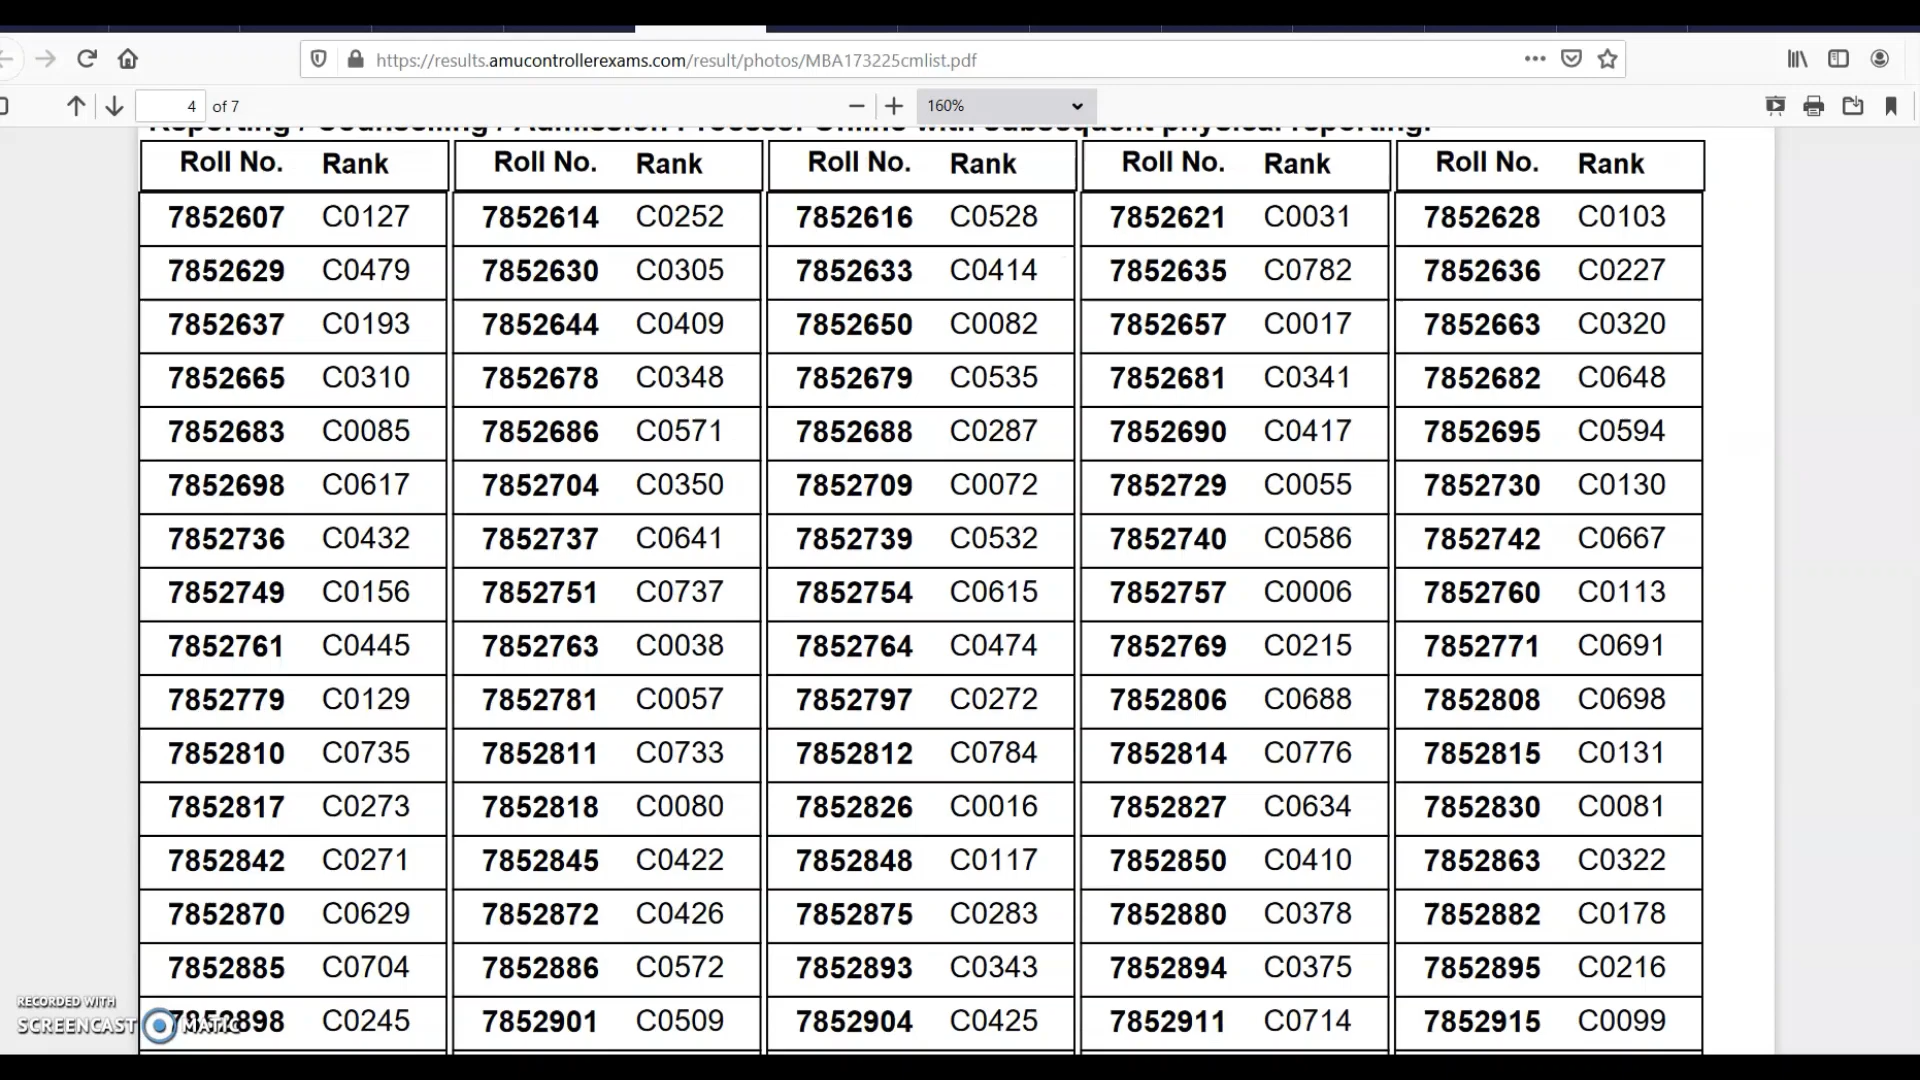 https://results.amucontrollerexams.com/result/photos/MBA173225cmlist.pdf
4 of 7
160%
Reporting / Counselling / Admission Process: Online with subsequent physical reporting.
Roll No. Rank Roll No. Rank Roll No. Rank Roll No. Rank Roll No. Rank
7852607 C0127 7852614 C0252 7852616 C0528 7852621 C0031 7852628 C0103
7852629 C0479 7852630 C0305 7852633 C0414 7852635 C0782 7852636 C0227
7852637 C0193 7852644 C0409 7852650 C0082 7852657 C0017 7852663 C0320
7852665 C0310 7852678 C0348 7852679 C0535 7852681 C0341 7852682 C0648
7852683 C0085 7852686 C0571 7852688 C0287 7852690 C0417 7852695 C0594
7852698 C0617 7852704 C0350 7852709 C0072 7852729 C0055 7852730 C0130
7852736 C0432 7852737 C0641 7852739 C0532 7852740 C0586 7852742 C0667
7852749 C0156 7852751 C0737 7852754 C0615 7852757 C0006 7852760 C0113
7852761 C0445 7852763 C0038 7852764 C0474 7852769 C0215 7852771 C0691
7852779 C0129 7852781 C0057 7852797 C0272 7852806 C0688 7852808 C0698
7852810 C0735 7852811 C0733 7852812 C0784 7852814 C0776 7852815 C0131
7852817 C0273 7852818 C0080 7852826 C0016 7852827 C0634 7852830 C0081
7852842 C0271 7852845 C0422 7852848 C0117 7852850 C0410 7852863 C0322
7852870 C0629 7852872 C0426 7852875 C0283 7852880 C0378 7852882 C0178
7852885 C0704 7852886 C0572 7852893 C0343 7852894 C0375 7852895 C0216
7852898 C0245 7852901 C0509 7852904 C0425 7852911 C0714 7852915 C0099
RECORDED WITH
SCREENCAST MATIC